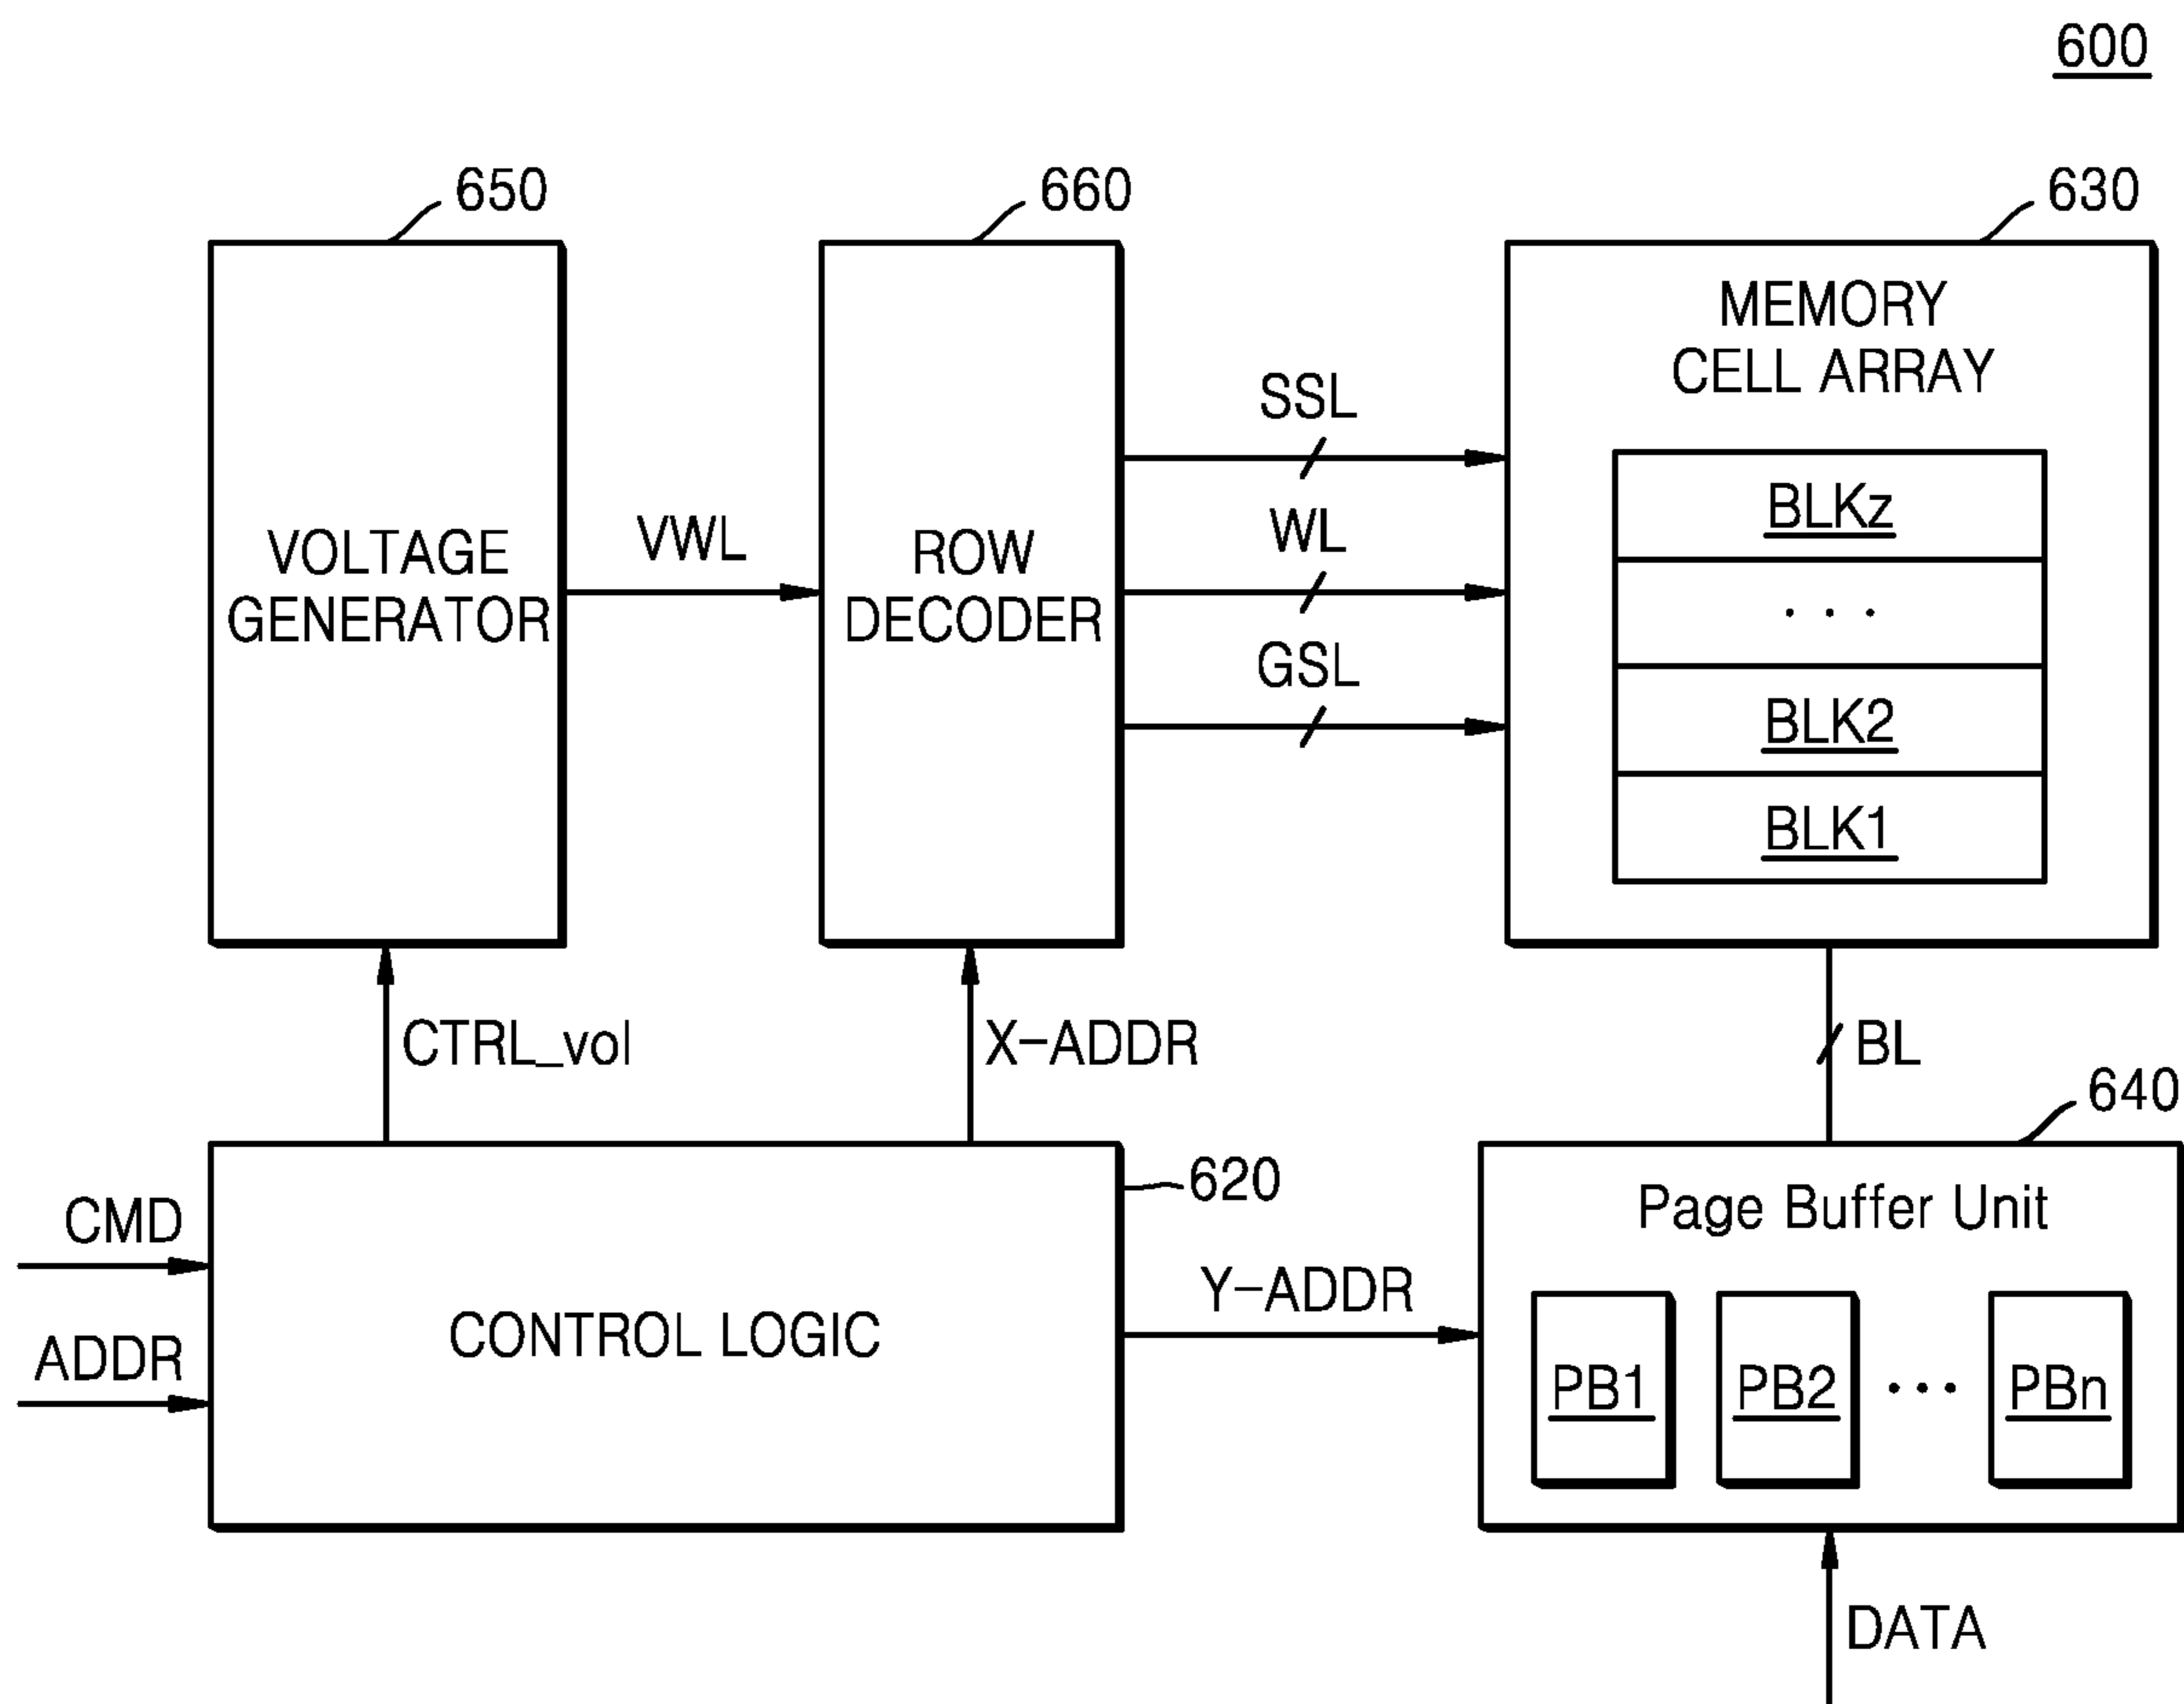 600
650
660
630
VOLTAGE
GENERATOR
VWL
ROW
DECODER
SSL
WL
GSL
MEMORY
CELL ARRAY
BLKz
. . .
BLK2
BLK1
CTRL_vol
X-ADDR
BL
640
620
CMD
ADDR
CONTROL LOGIC
Y-ADDR
Page Buffer Unit
PB1 PB2 ... PBn
DATA